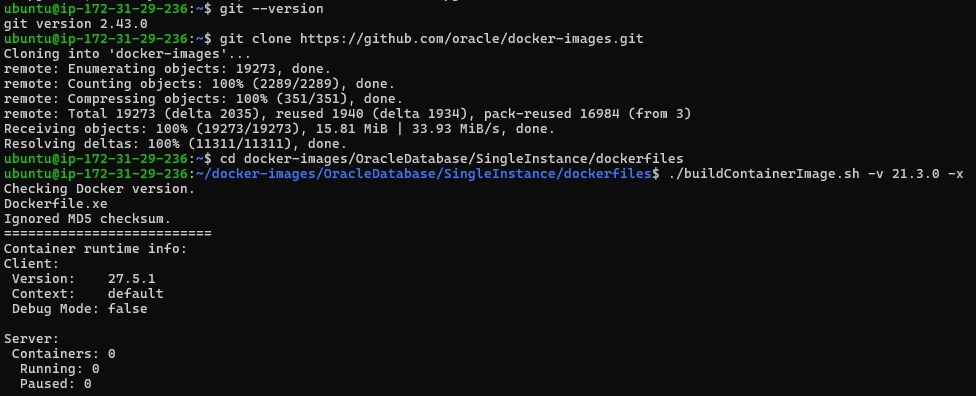 ubuntu@ip-172-31-29-236:~$ git --version
git version 2.43.0
ubuntu@ip-172-31-29-236:~$ git clone https://github.com/oracle/docker-images.git
Cloning into 'docker-images'...
remote: Enumerating objects: 19273, done.
remote: Counting objects: 100% (2289/2289), done.
remote: Compressing objects: 100% (351/351), done.
remote: Total 19273 (delta 2035), reused 1940 (delta 1934), pack-reused 16984 (from 3)
Receiving objects: 100% (19273/19273), 15.81 MiB | 33.93 MiB/s, done.
Resolving deltas: 100% (11311/11311), done.
ubuntu@ip-172-31-29-236:~$ cd docker-images/OracleDatabase/SingleInstance/dockerfiles
ubuntu@ip-172-31-29-236:~/docker-images/OracleDatabase/SingleInstance/dockerfiles$ ./buildContainerImage.sh -v 21.3.0 -x
Checking Docker version.
Dockerfile.xe
Ignored MD5 checksum.
==========================
Container runtime info:
Client:
 Version:    27.5.1
 Context:    default
 Debug Mode: false

Server:
 Containers: 0
  Running: 0
  Paused: 0